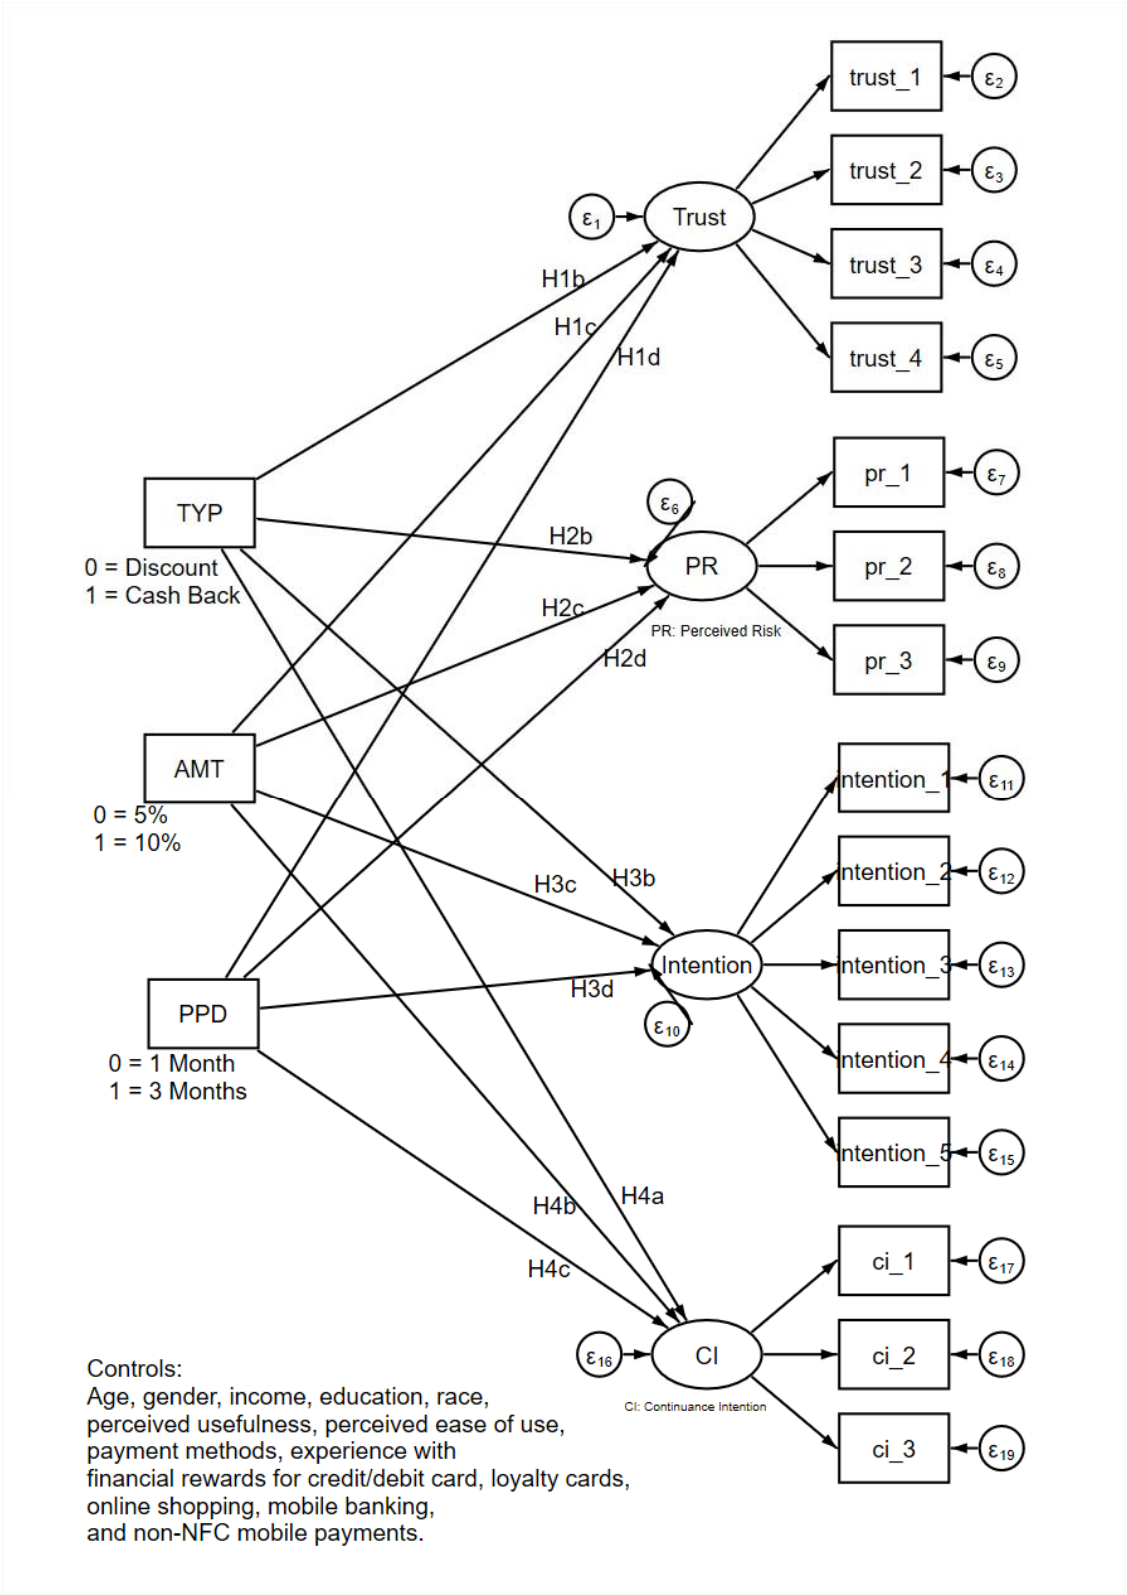 trust_1
ε2
trust_2
ε3
Trust
ε1
trust_3
ε4
H1b
H1c
H1d
trust_4
ε5
pr_1
ε7
TYP
ε6
H2b
PR
pr_2
ε8
0 = Discount
1 = Cash Back
H2c
PR: Perceived Risk
H2d
pr_3
ε9
AMT
intention_1
ε11
0 = 5%
1 = 10%
H3c
H3b
intention_2
ε12
Intention
intention_3
ε13
H3d
PPD
ε10
0 = 1 Month
1 = 3 Months
intention_4
ε14
intention_5
ε15
H4b
H4a
H4c
ci_1
ε17
ε16
CI
ci_2
ε18
CI: Continuance Intention
ci_3
ε19
Controls:
Age, gender, income, education, race,
perceived usefulness, perceived ease of use,
payment methods, experience with
financial rewards for credit/debit card, loyalty cards,
online shopping, mobile banking,
and non-NFC mobile payments.